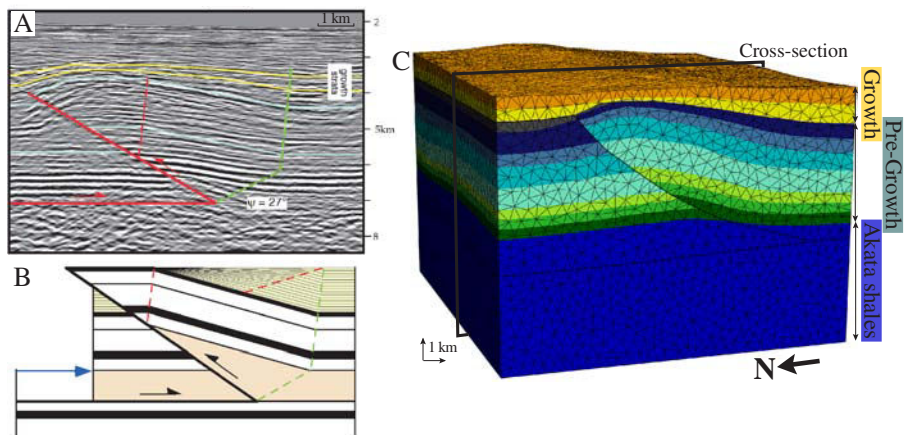 A
1 km
2
growth
strata
5km
ψ = 27°
8
B
C
Cross-section
Growth
Pre-Growth
Akata shales
1 km
N